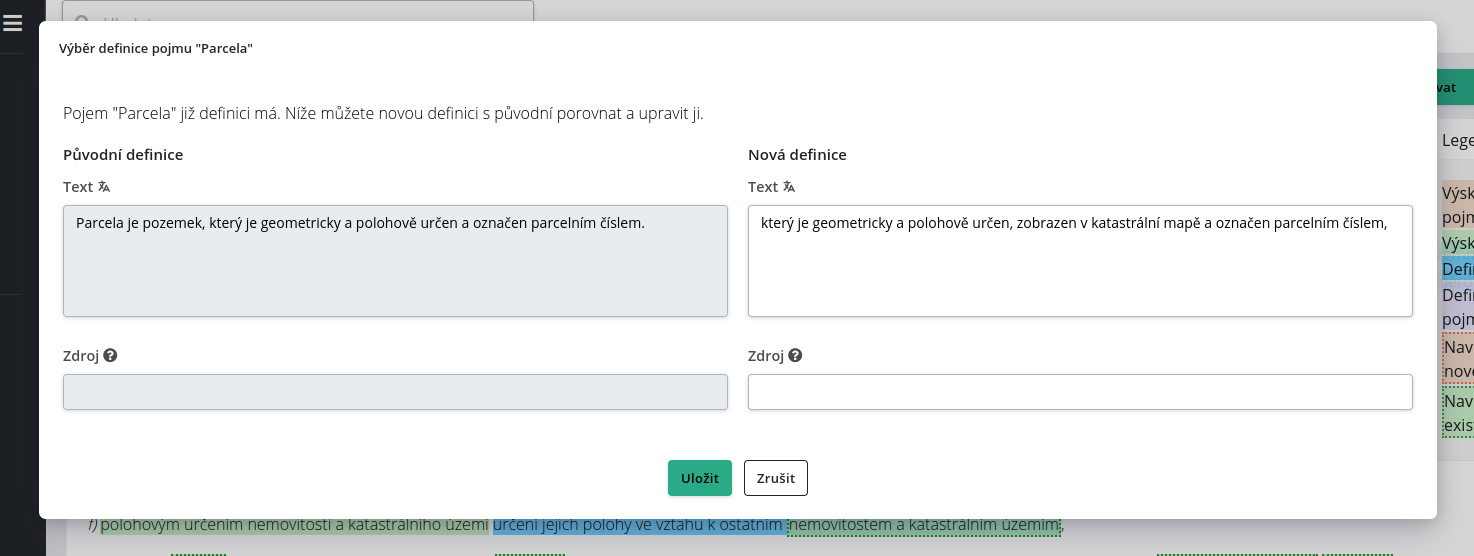 Výběr definice pojmu "Parcela"
vat
Pojem "Parcela" již definici má. Níže můžete novou definici s původní porovnat a upravit ji.
Původní definice
Nová definice
Text
Text
Parcela je pozemek, který je geometricky a polohově určen a označen parcelním číslem.
který je geometricky a polohově určen, zobrazen v katastrální mapě a označen parcelním číslem,
Zdroj
Zdroj
Uložit
Zrušit
Lege
Výsk
pojm
Výsk
Defi
Defi
pojm
Nav
nov
Nav
exis
f) polohovým určením nemovitosti a katastrálního území určení jejich polohy ve vztahu k ostatním nemovitostem a katastrálním územím,